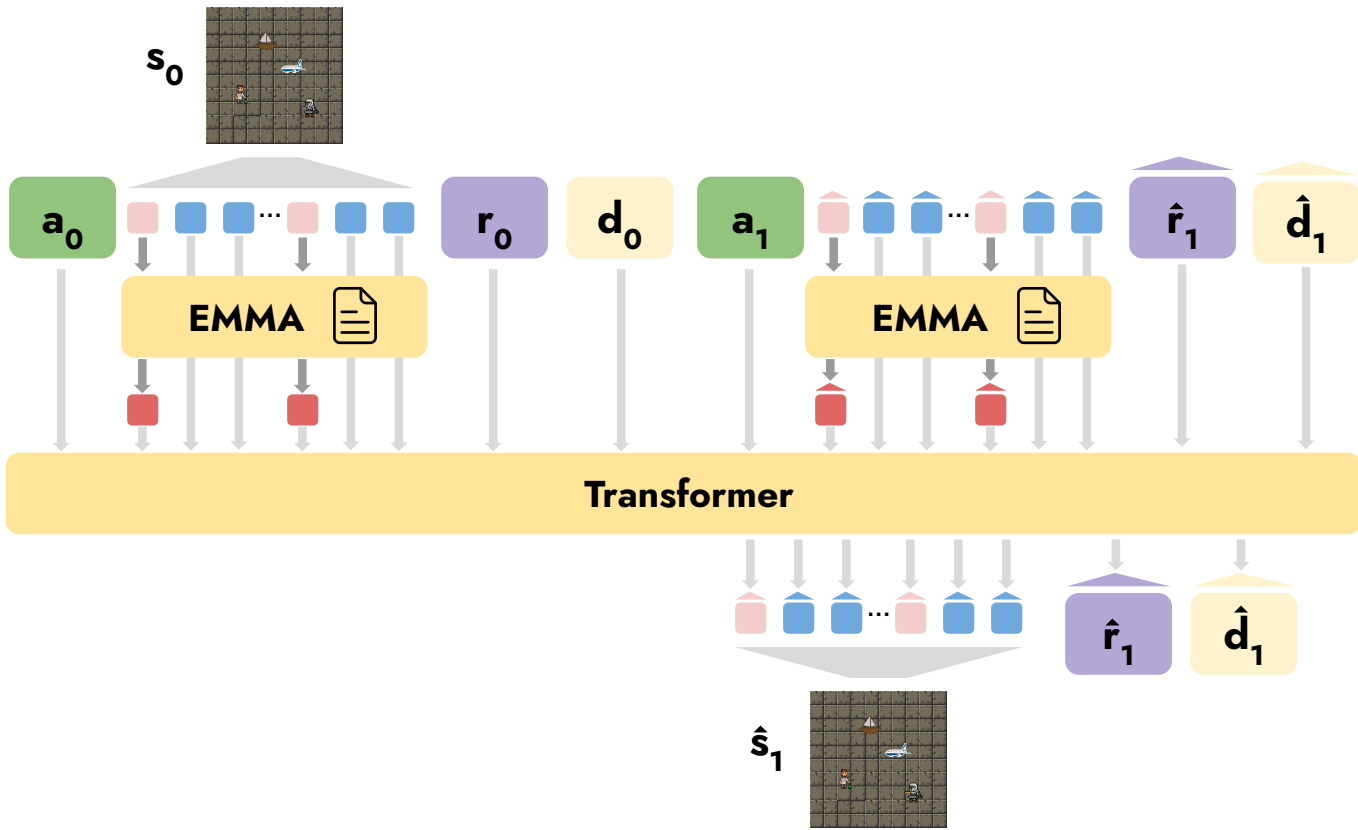 s₀
a₀ ... r₀ d₀ a₁ ... r̂₁ d̂₁
EMMA EMMA
Transformer
... r̂₁ d̂₁
ŝ₁